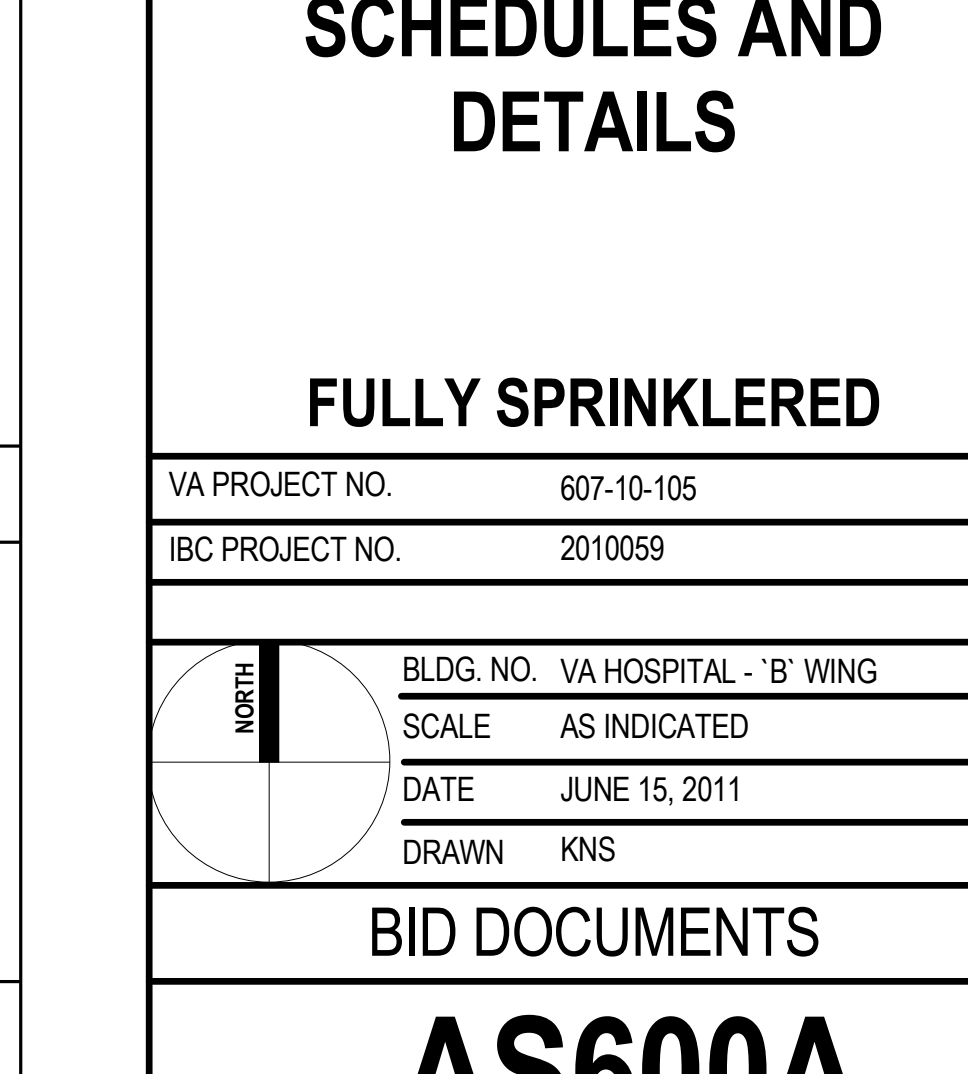 SCHEDULES AND
DETAILS
FULLY SPRINKLERED
VA PROJECT NO. 607-10-105
IBC PROJECT NO. 2010059
NORTH
BLDG. NO. VA HOSPITAL - `B` WING
SCALE AS INDICATED
DATE JUNE 15, 2011
DRAWN KNS
BID DOCUMENTS
AS600A